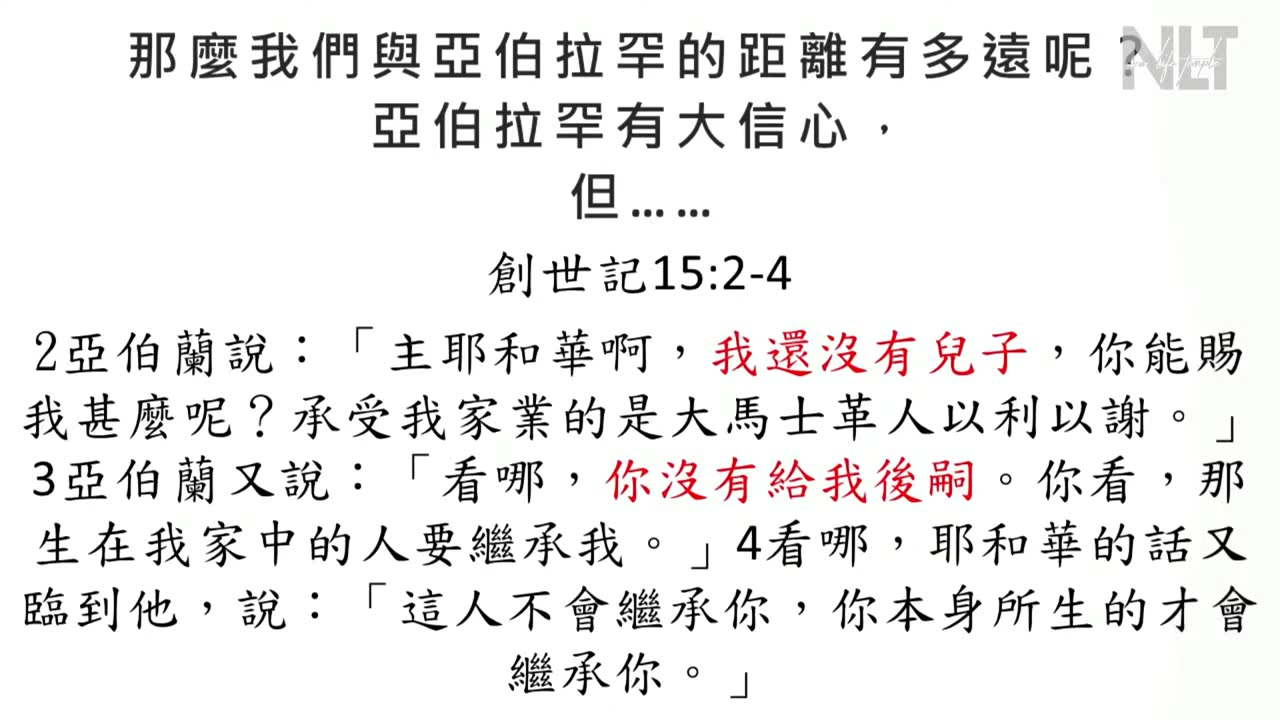 那麼我們與亞伯拉罕的距離有多遠呢？
亞伯拉罕有大信心，
但……
創世記15:2-4
2亞伯蘭說：「主耶和華啊，我還沒有兒子，你能賜
我甚麼呢？承受我家業的是大馬士革人以利以謝。」
3亞伯蘭又說：「看哪，你沒有給我後嗣。你看，那
生在我家中的人要繼承我。」4看哪，耶和華的話又
臨到他，說：「這人不會繼承你，你本身所生的才會
繼承你。」
NLT